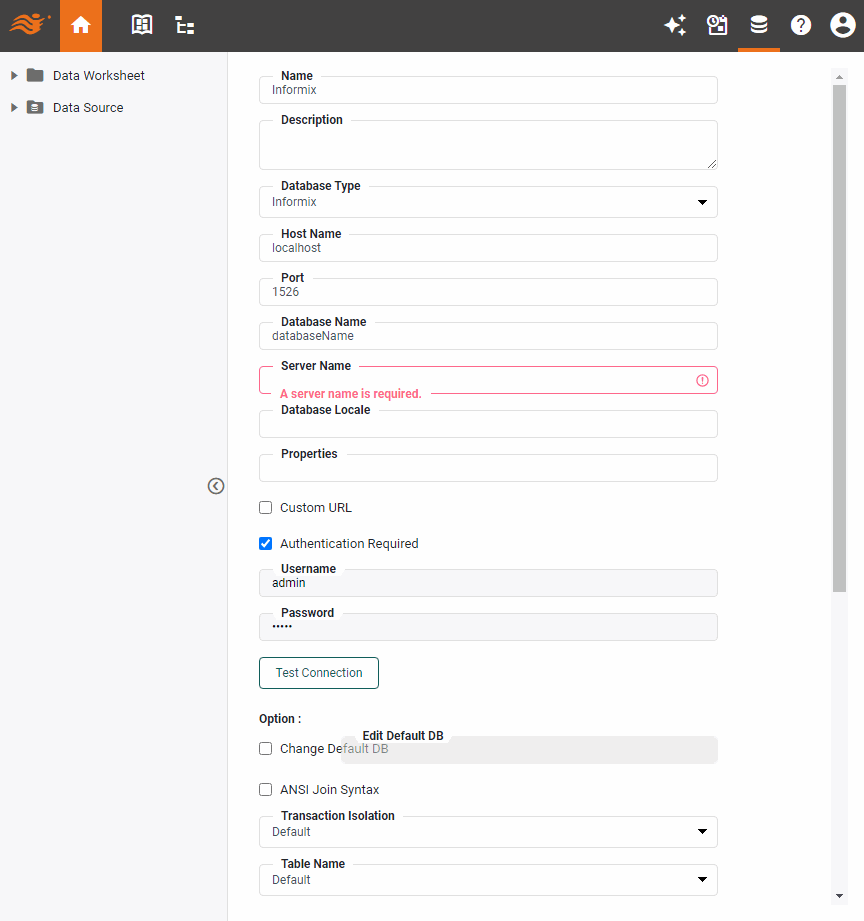 Data Worksheet
Data Source
Name
Informix
Description
Database Type
Informix
Host Name
localhost
Port
1526
Database Name
databaseName
Server Name
A server name is required.
Database Locale
Properties
Custom URL
Authentication Required
Username
admin
Password
•••••
Test Connection
Option :
Edit Default DB
Change Default DB
ANSI Join Syntax
Transaction Isolation
Default
Table Name
Default